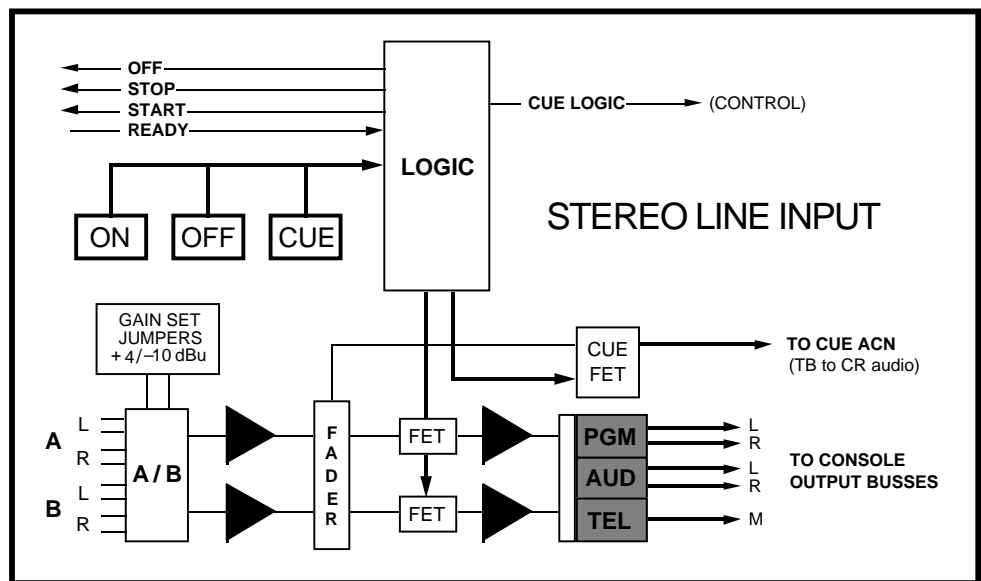 OFF
STOP
START
READY
LOGIC
CUE LOGIC (CONTROL)
ON OFF CUE
STEREO LINE INPUT
GAIN SET
JUMPERS
+4/–10 dBu
CUE
FET
TO CUE ACN
(TB to CR audio)
A
L
R
B
L
R
A/B
FADER
FET
FET
PGM
AUD
TEL
L
R
L
R
M
TO CONSOLE
OUTPUT BUSSES